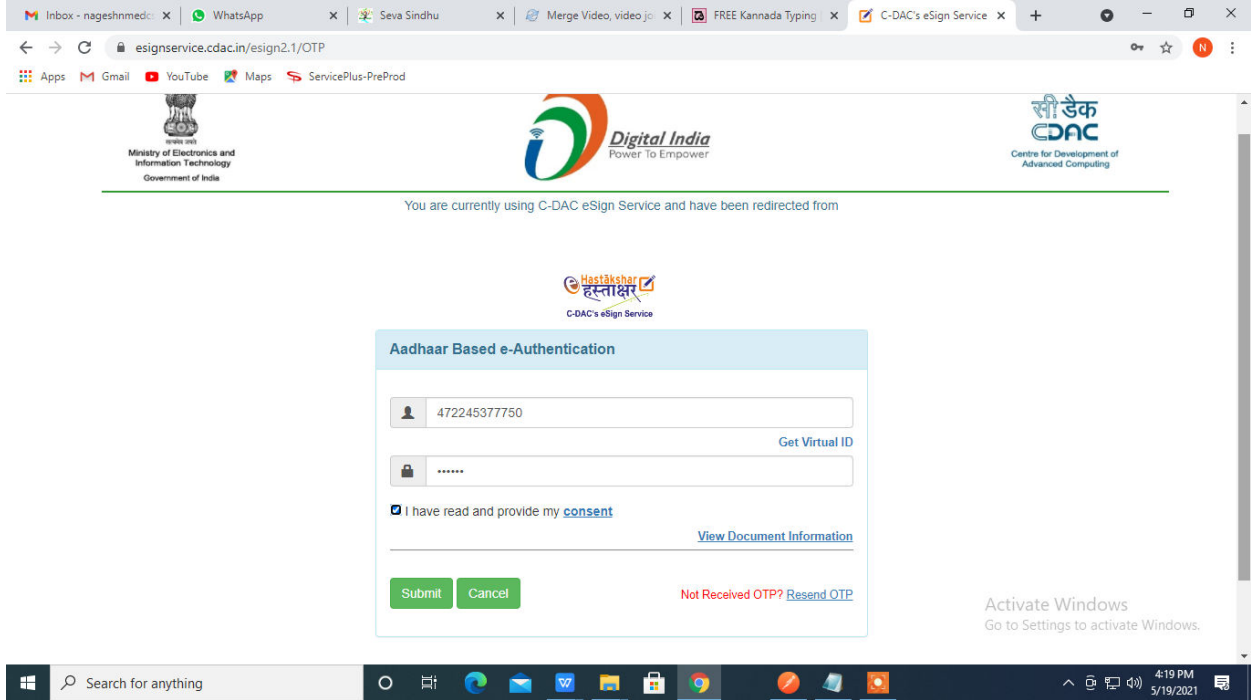 Inbox - nageshnmedc
WhatsApp
Seva Sindhu
Merge Video, video jo
FREE Kannada Typing
C-DAC's eSign Service
esignservice.cdac.in/esign2.1/OTP
N
Apps
Gmail
YouTube
Maps
ServicePlus-PreProd
सत्यमेव जयते
Ministry of Electronics and
Information Technology
Government of India
Digital India
Power To Empower
सी डैक
CDAC
Centre for Development of
Advanced Computing
You are currently using C-DAC eSign Service and have been redirected from
e Hastākshar
हस्ताक्षर
C-DAC's eSign Service
Aadhaar Based e-Authentication
472245377750
Get Virtual ID
••••••
I have read and provide my consent
View Document Information
Submit
Cancel
Not Received OTP? Resend OTP
Activate Windows
Go to Settings to activate Windows.
Search for anything
4:19 PM
5/19/2021